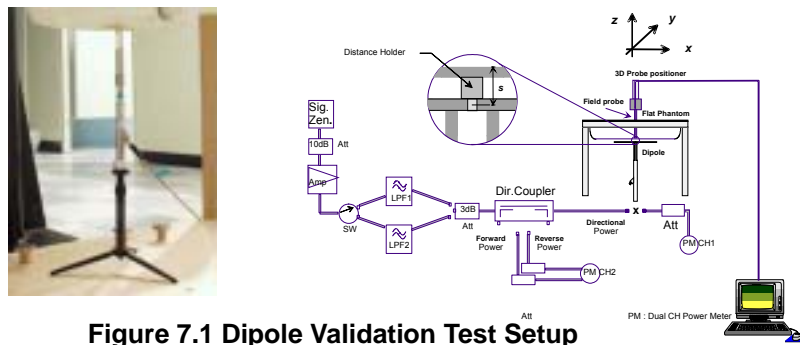 z
y
x
Distance Holder
s
3D Probe positioner
Field probe
Flat Phantom
Dipole
Sig.
Zen.
10dB
Att
Amp
SW
LPF1
LPF2
3dB
Att
Dir.Coupler
Forward
Power
Reverse
Power
Directional
Power
x
Att
PM CH1
PM CH2
Att
PM : Dual CH Power Meter
Figure 7.1 Dipole Validation Test Setup